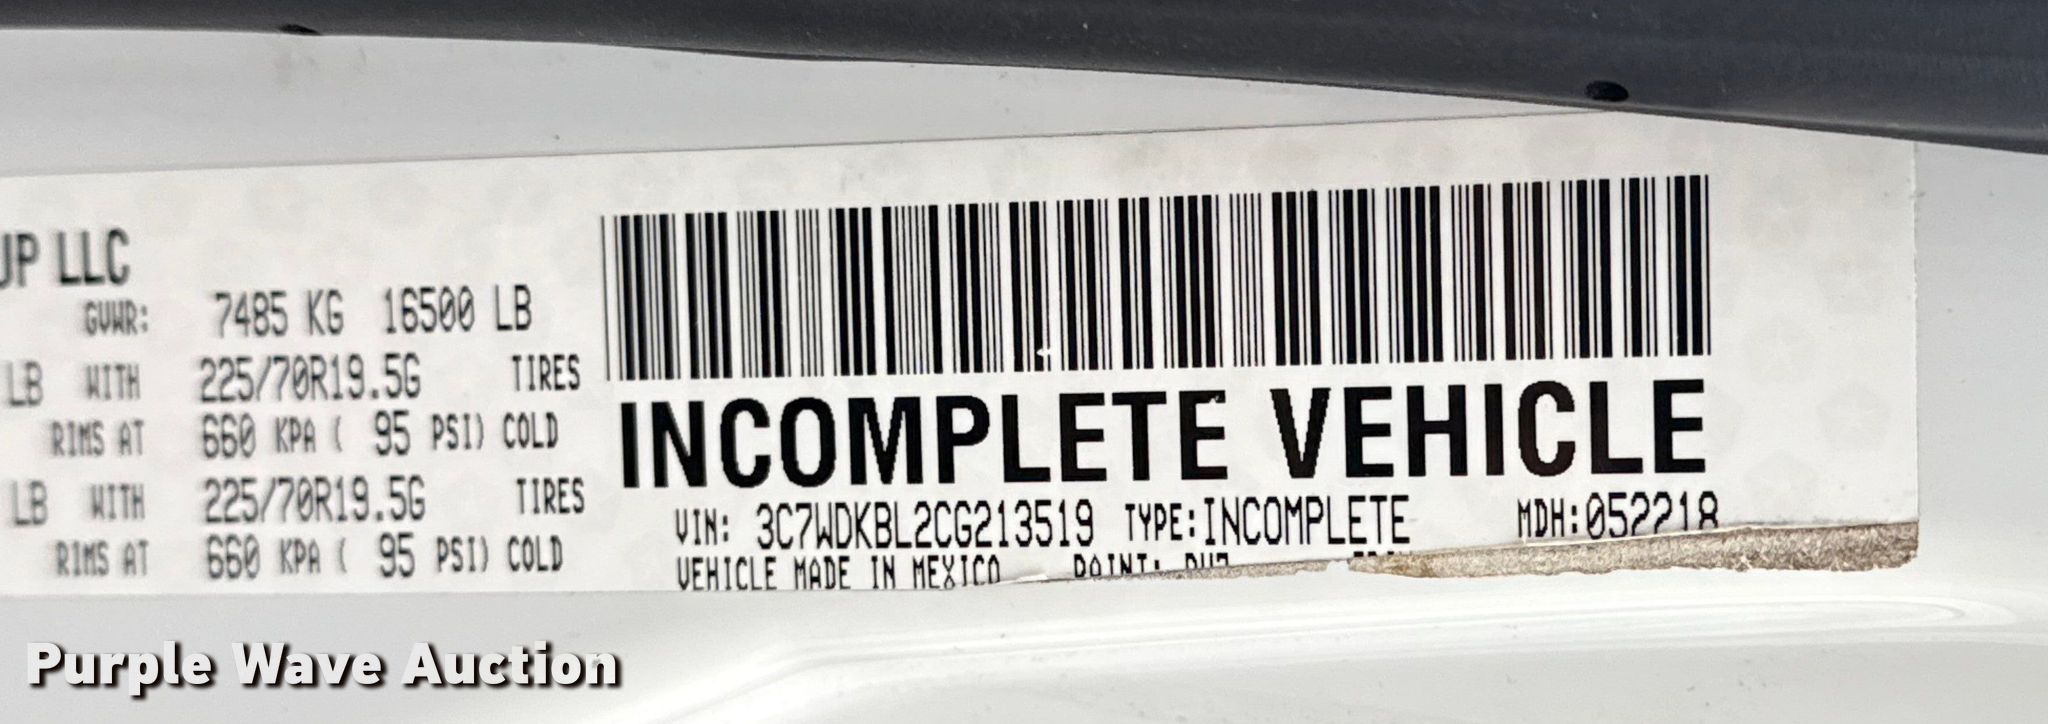 UP LLC
GVWR: 7485 KG 16500 LB
LB WITH 225/70R19.5G TIRES
RIMS AT 660 KPA ( 95 PSI) COLD
LB WITH 225/70R19.5G TIRES
RIMS AT 660 KPA ( 95 PSI) COLD
INCOMPLETE VEHICLE
VIN: 3C7WDKBL2CG213519 TYPE:INCOMPLETE MDH:052218
VEHICLE MADE IN MEXICO PAINT:
Purple Wave Auction